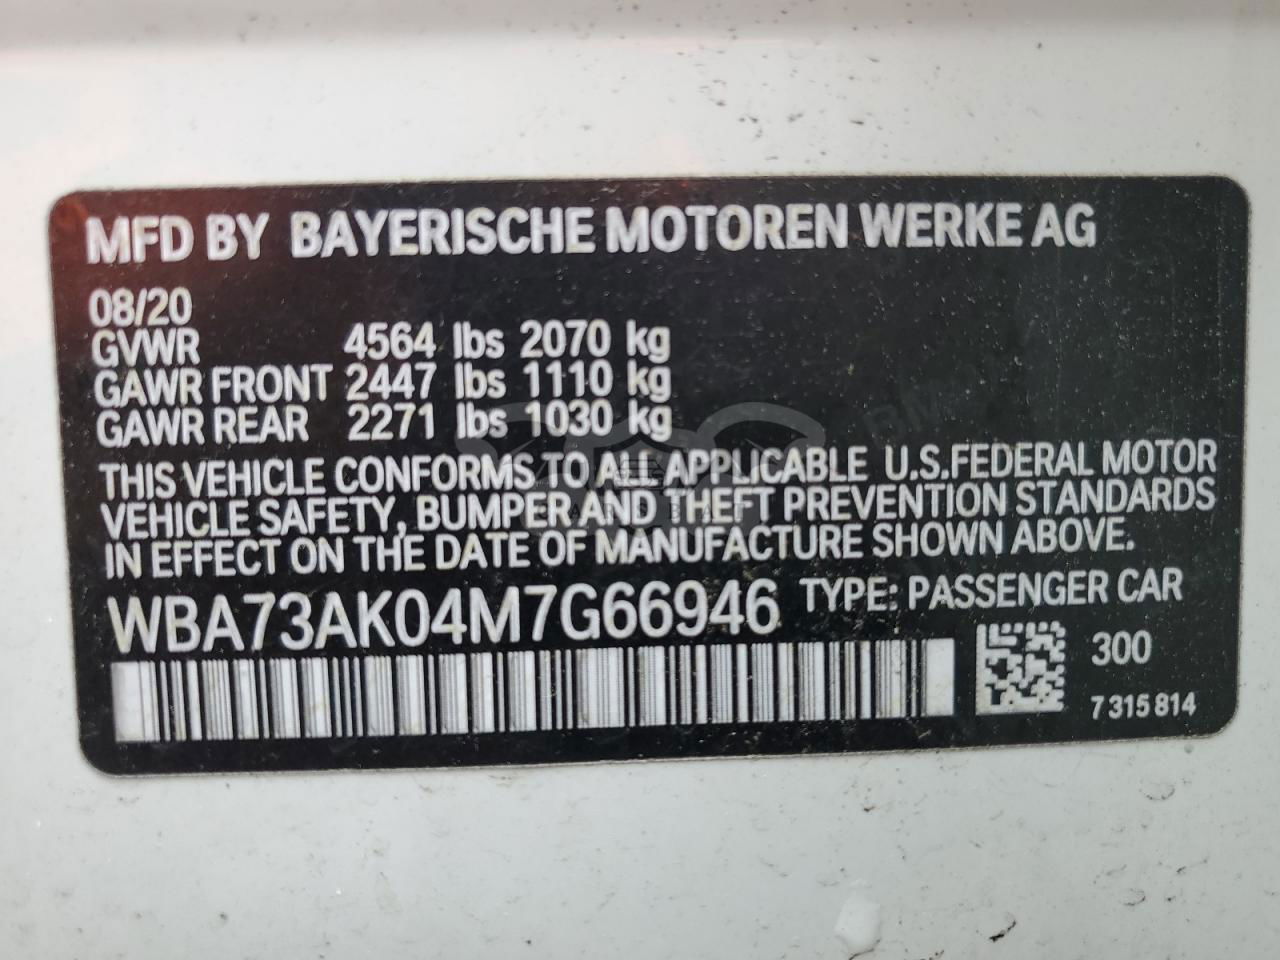 MFD BY BAYERISCHE MOTOREN WERKE AG
08/20
GVWR 4564 lbs 2070 kg
GAWR FRONT 2447 lbs 1110 kg
GAWR REAR 2271 lbs 1030 kg
THIS VEHICLE CONFORMS TO ALL APPLICABLE U.S.FEDERAL MOTOR
VEHICLE SAFETY, BUMPER AND THEFT PREVENTION STANDARDS
IN EFFECT ON THE DATE OF MANUFACTURE SHOWN ABOVE.
WBA73AK04M7G66946 TYPE: PASSENGER CAR
300
7 315 814